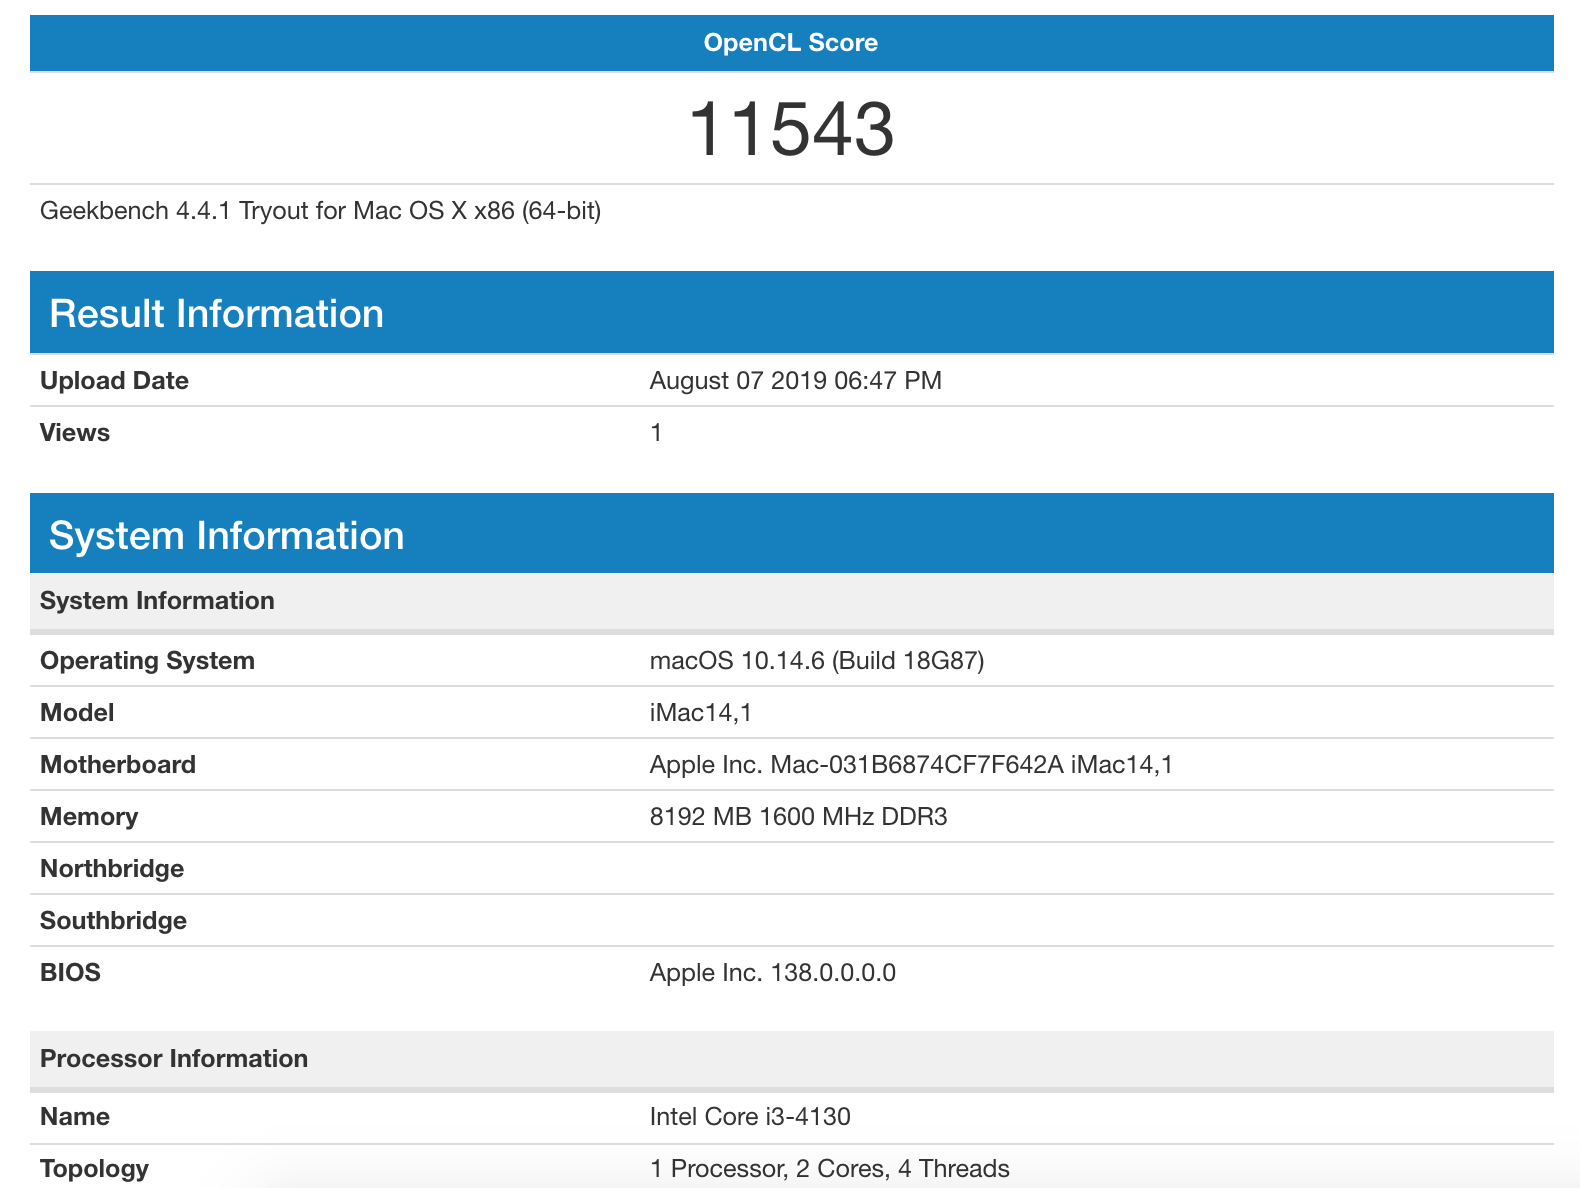 OpenCL Score
11543
Geekbench 4.4.1 Tryout for Mac OS X x86 (64-bit)
Result Information
Upload Date August 07 2019 06:47 PM
Views 1
System Information
System Information
Operating System macOS 10.14.6 (Build 18G87)
Model iMac14,1
Motherboard Apple Inc. Mac-031B6874CF7F642A iMac14,1
Memory 8192 MB 1600 MHz DDR3
Northbridge
Southbridge
BIOS Apple Inc. 138.0.0.0.0
Processor Information
Name Intel Core i3-4130
Topology 1 Processor, 2 Cores, 4 Threads